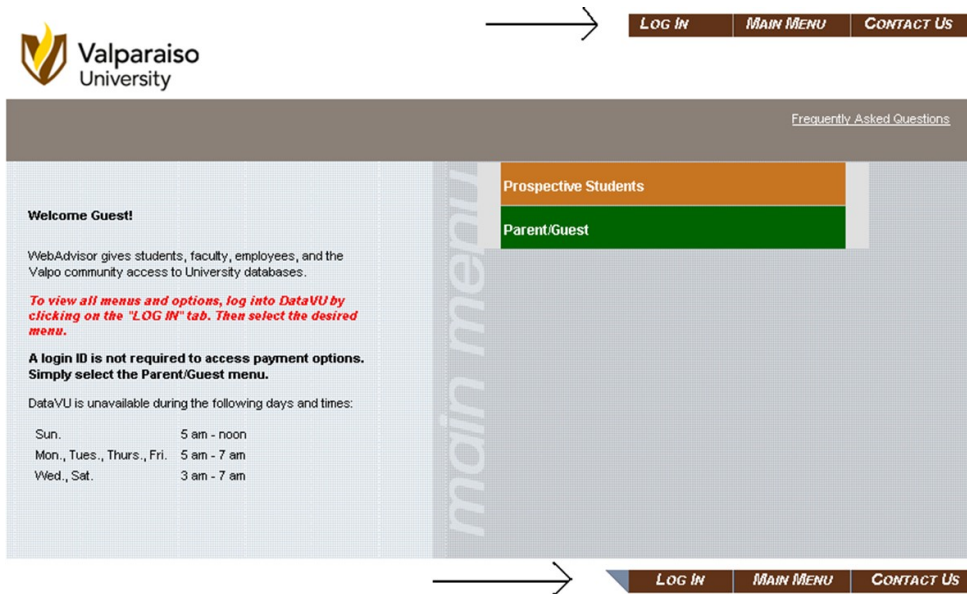 LOG IN MAIN MENU CONTACT US
Valparaiso
University
Frequently Asked Questions
main menu
Prospective Students
Parent/Guest
Welcome Guest!
WebAdvisor gives students, faculty, employees, and the
Valpo community access to University databases.
To view all menus and options, log into DataVU by
clicking on the "LOG IN" tab. Then select the desired
menu.
A login ID is not required to access payment options.
Simply select the Parent/Guest menu.
DataVU is unavailable during the following days and times:
Sun. 5 am - noon
Mon., Tues., Thurs., Fri. 5 am - 7 am
Wed., Sat. 3 am - 7 am
LOG IN MAIN MENU CONTACT US